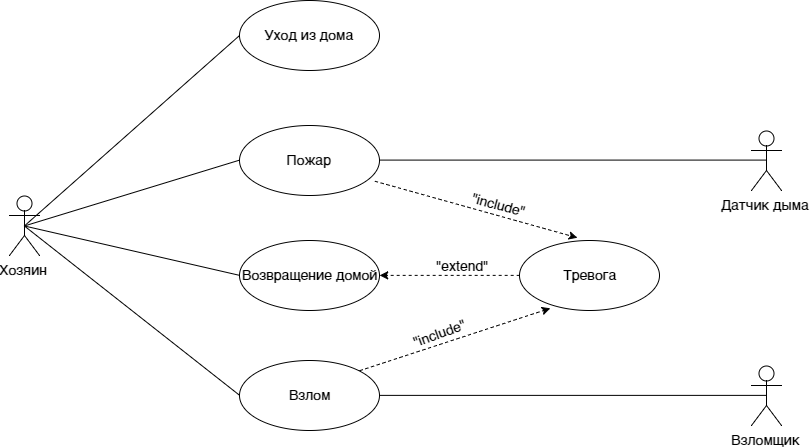 Уход из дома
Пожар
Датчик дыма
"include"
Хозяин
Возвращение домой
"extend"
Тревога
"include"
Взлом
Взломщик